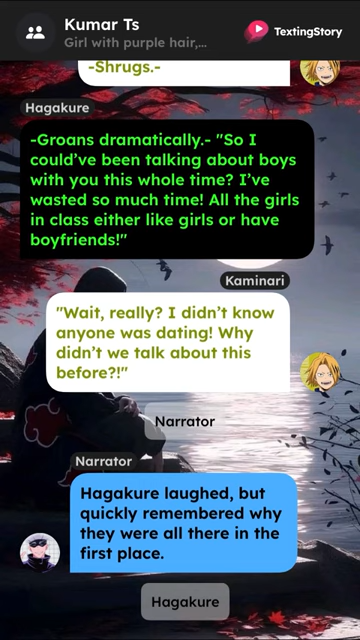 Kumar Ts
Girl with purple hair,...
TextingStory
-Shrugs.-
Hagakure
-Groans dramatically.- "So I
could've been talking about boys
with you this whole time? I've
wasted so much time! All the girls
in class either like girls or have
boyfriends!"
Kaminari
"Wait, really? I didn't know
anyone was dating! Why
didn't we talk about this
before?!"
Narrator
Narrator
Hagakure laughed, but
quickly remembered why
they were all there in the
first place.
Hagakure